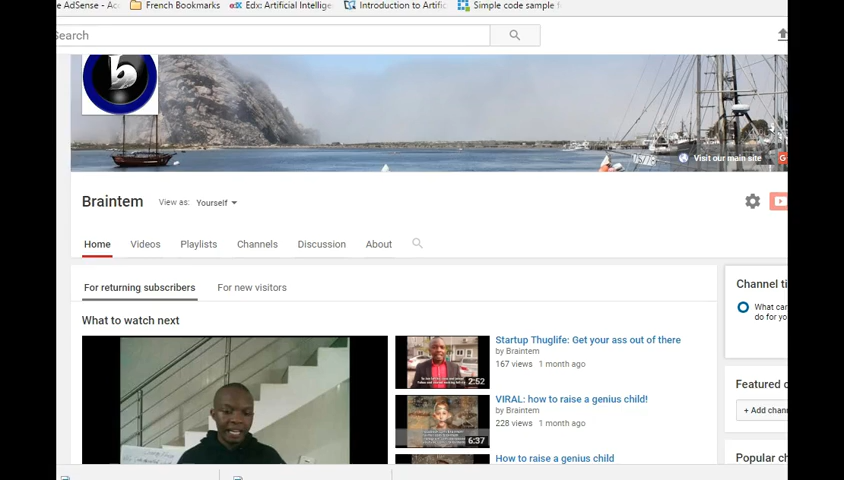 e AdSense - Acc
French Bookmarks
edX
Edx: Artificial Intellige
Introduction to Artific
Simple code sample f
Search
b
Visit our main site
Braintem
View as: Yourself
Home
Videos
Playlists
Channels
Discussion
About
For returning subscribers
For new visitors
Channel ti
What can
do for you
What to watch next
Startup Thuglife: Get your ass out of there
by Braintem
167 views 1 month ago
2:52
Featured c
+ Add chann
VIRAL: how to raise a genius child!
by Braintem
228 views 1 month ago
6:37
How to raise a genius child
Popular ch